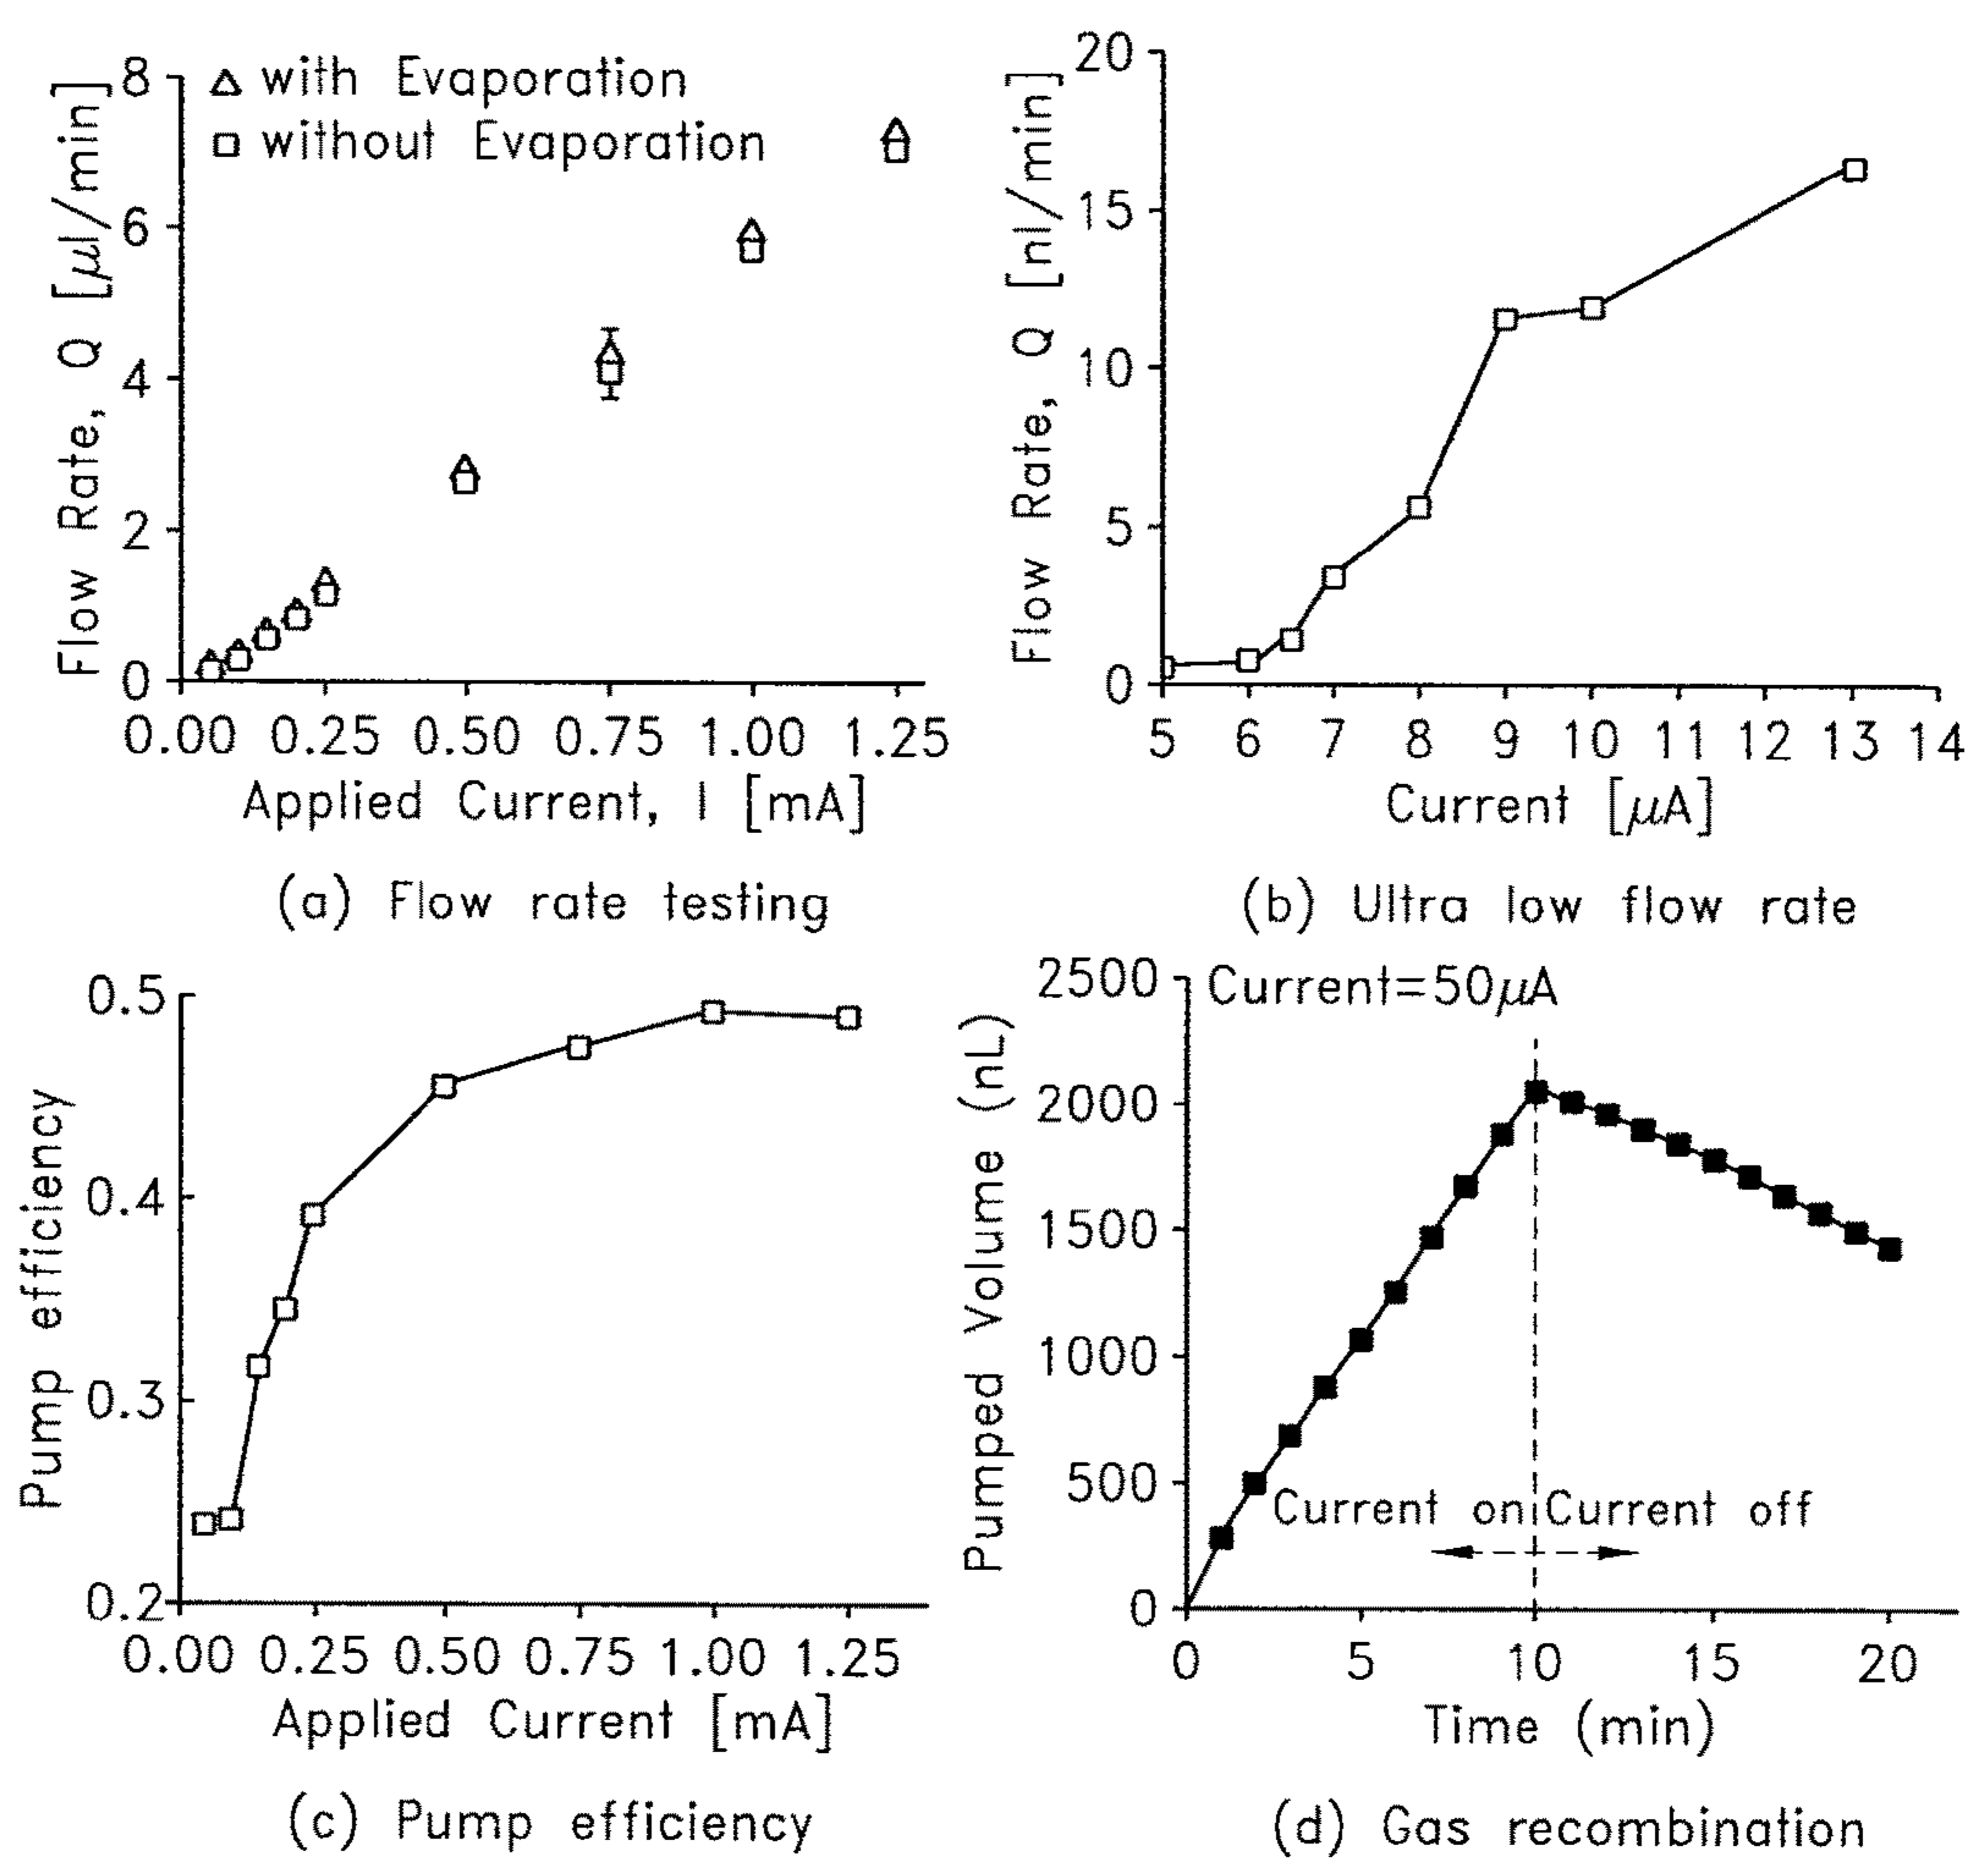 Flow Rate, Q [μl/min]
8
6
4
2
0
△ with Evaporation
□ without Evaporation
0.00 0.25 0.50 0.75 1.00 1.25
Applied Current, I [mA]
(a) Flow rate testing
Flow Rate, Q [nl/min]
20
15
10
5
0
5 6 7 8 9 10 11 12 13 14
Current [μA]
(b) Ultra low flow rate
Pump efficiency
0.5
0.4
0.3
0.2
0.00 0.25 0.50 0.75 1.00 1.25
Applied Current [mA]
(c) Pump efficiency
Pumped Volume (nL)
2500
2000
1500
1000
500
0
Current=50μA
Current on Current off
0 5 10 15 20
Time (min)
(d) Gas recombination